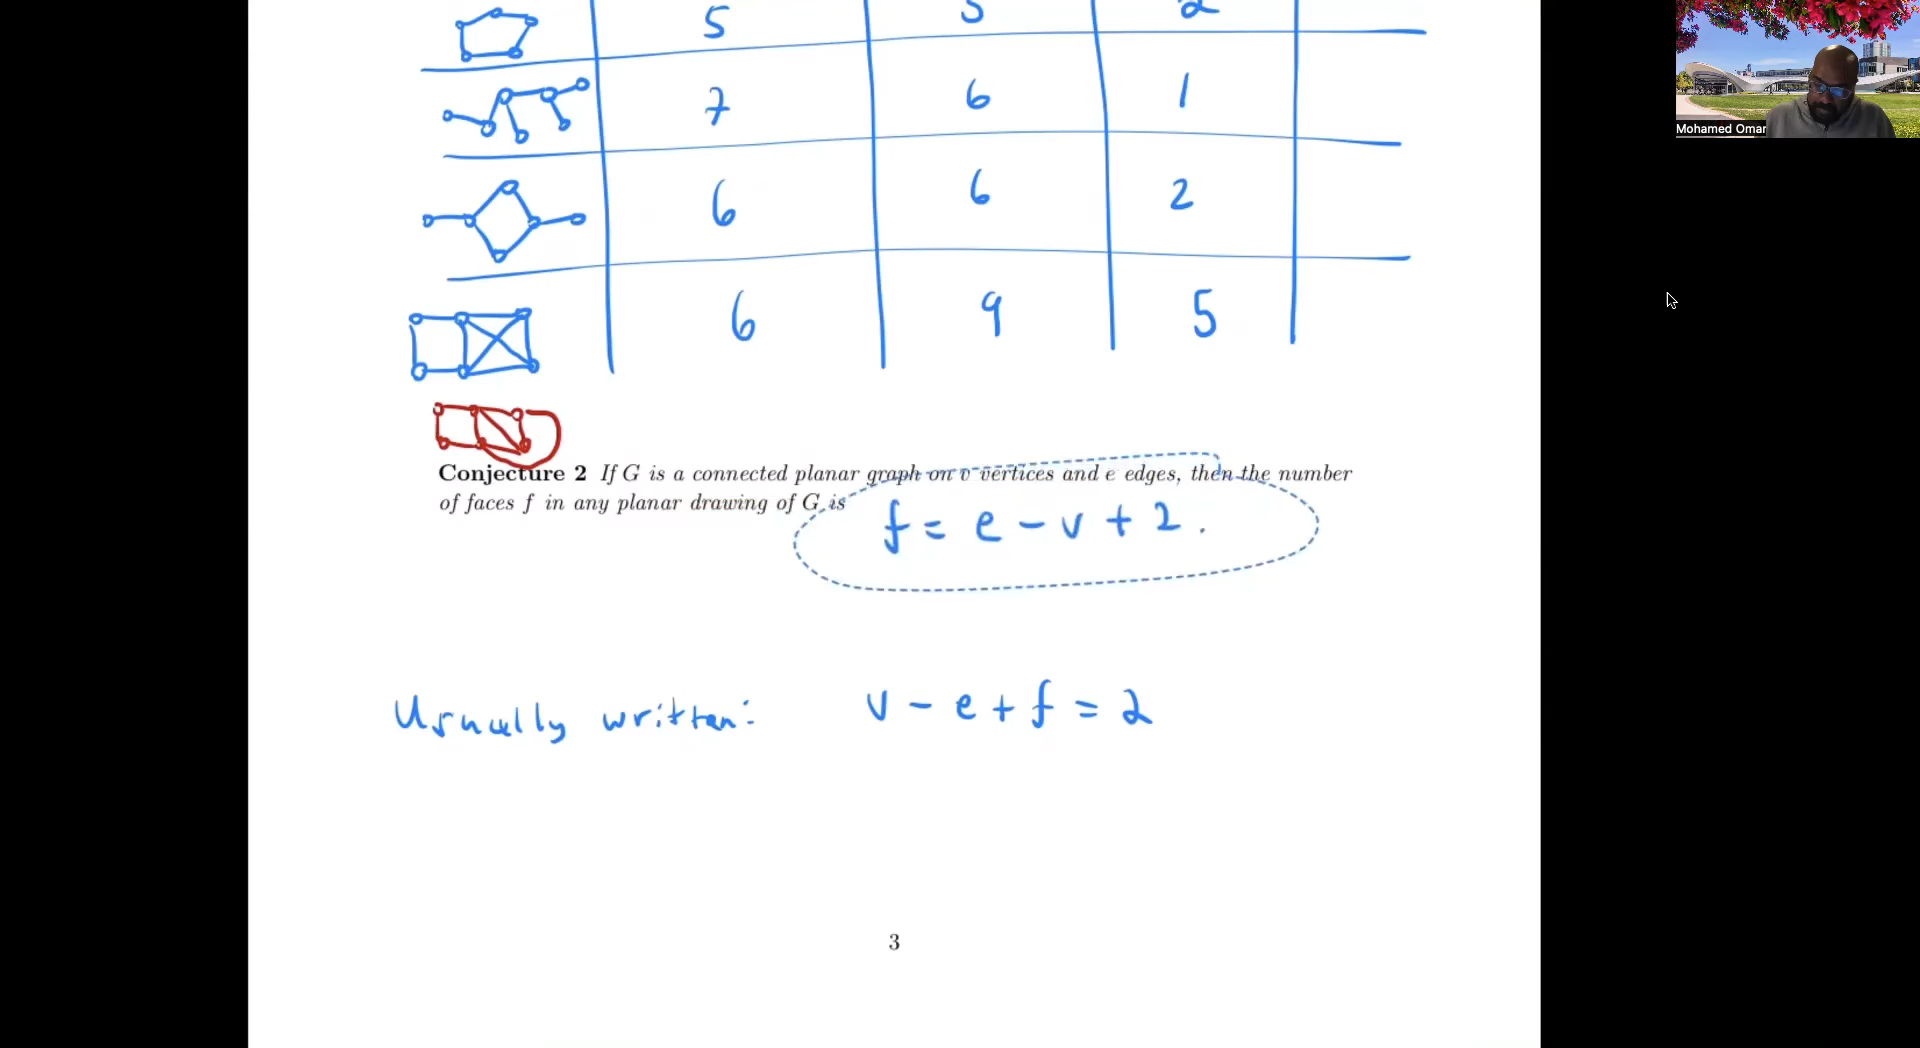 5 5 2
7 6 1
6 6 2
6 9 5
Conjecture 2 If G is a connected planar graph on v vertices and e edges, then the number
of faces f in any planar drawing of G is
f = e - v + 2.
Usually written: v - e + f = 2
3
Mohamed Omar